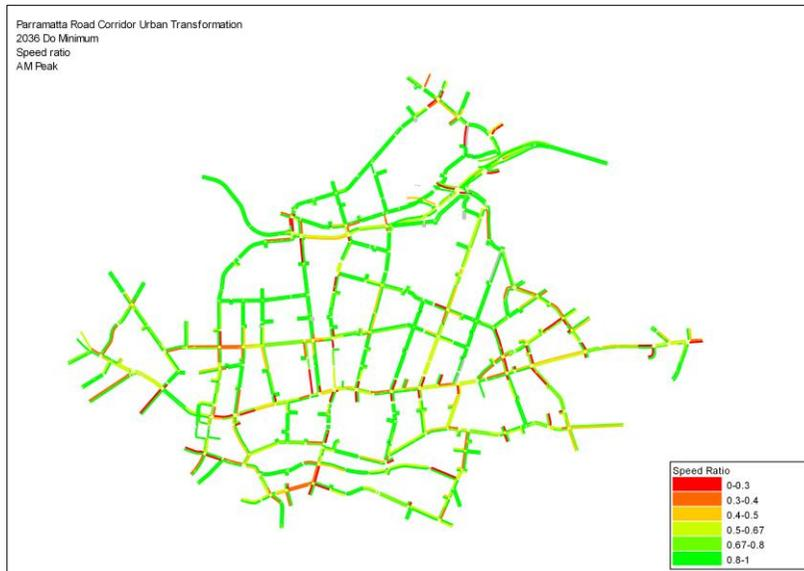 Parramatta Road Corridor Urban Transformation
2036 Do Minimum
Speed ratio
AM Peak
Speed Ratio
0-0.3
0.3-0.4
0.4-0.5
0.5-0.67
0.67-0.8
0.8-1